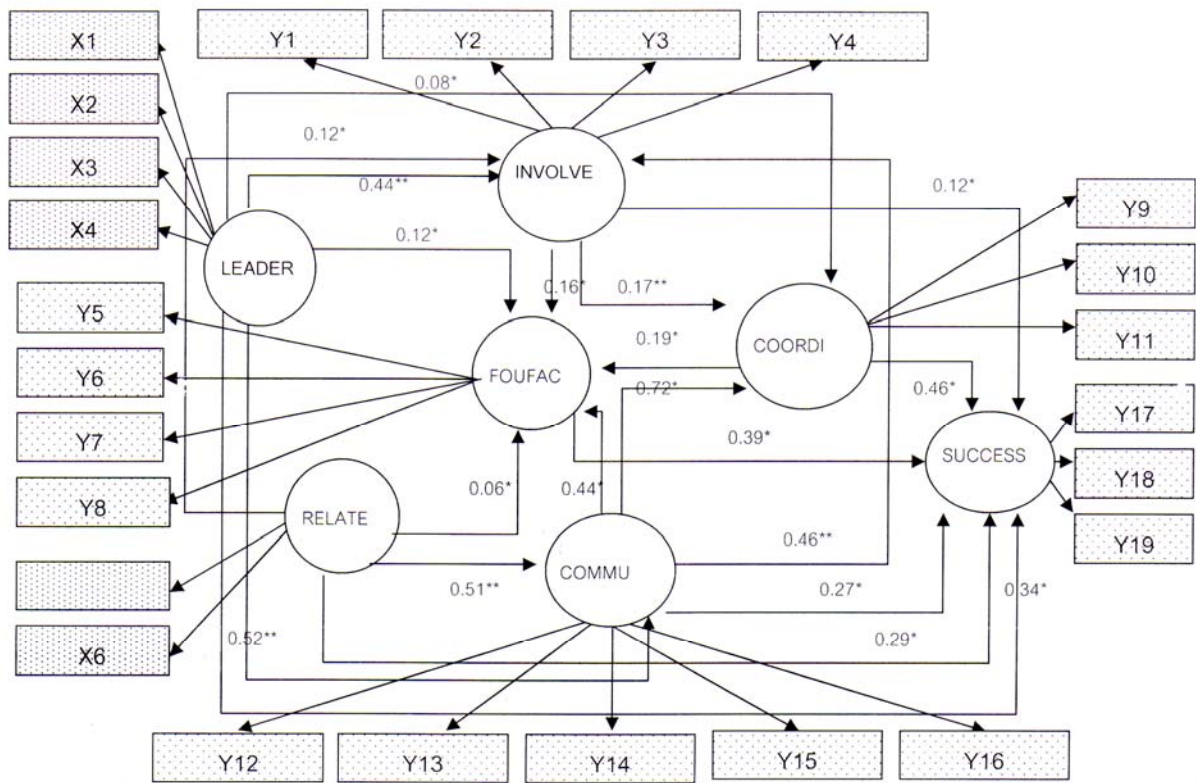 X1
Y1
Y2
Y3
Y4
X2
0.08*
0.12*
X3
INVOLVE
0.44**
0.12*
Y9
X4
0.12*
LEADER
Y10
0.16*
0.17**
Y5
Y11
0.19*
COORDI
Y6
FOUFAC
0.72*
0.46*
Y17
Y7
0.39*
SUCCESS
Y18
Y8
0.06*
0.44*
RELATE
Y19
0.46**
COMMU
0.51**
0.27*
0.34*
X6
0.52**
0.29*
Y12
Y13
Y14
Y15
Y16